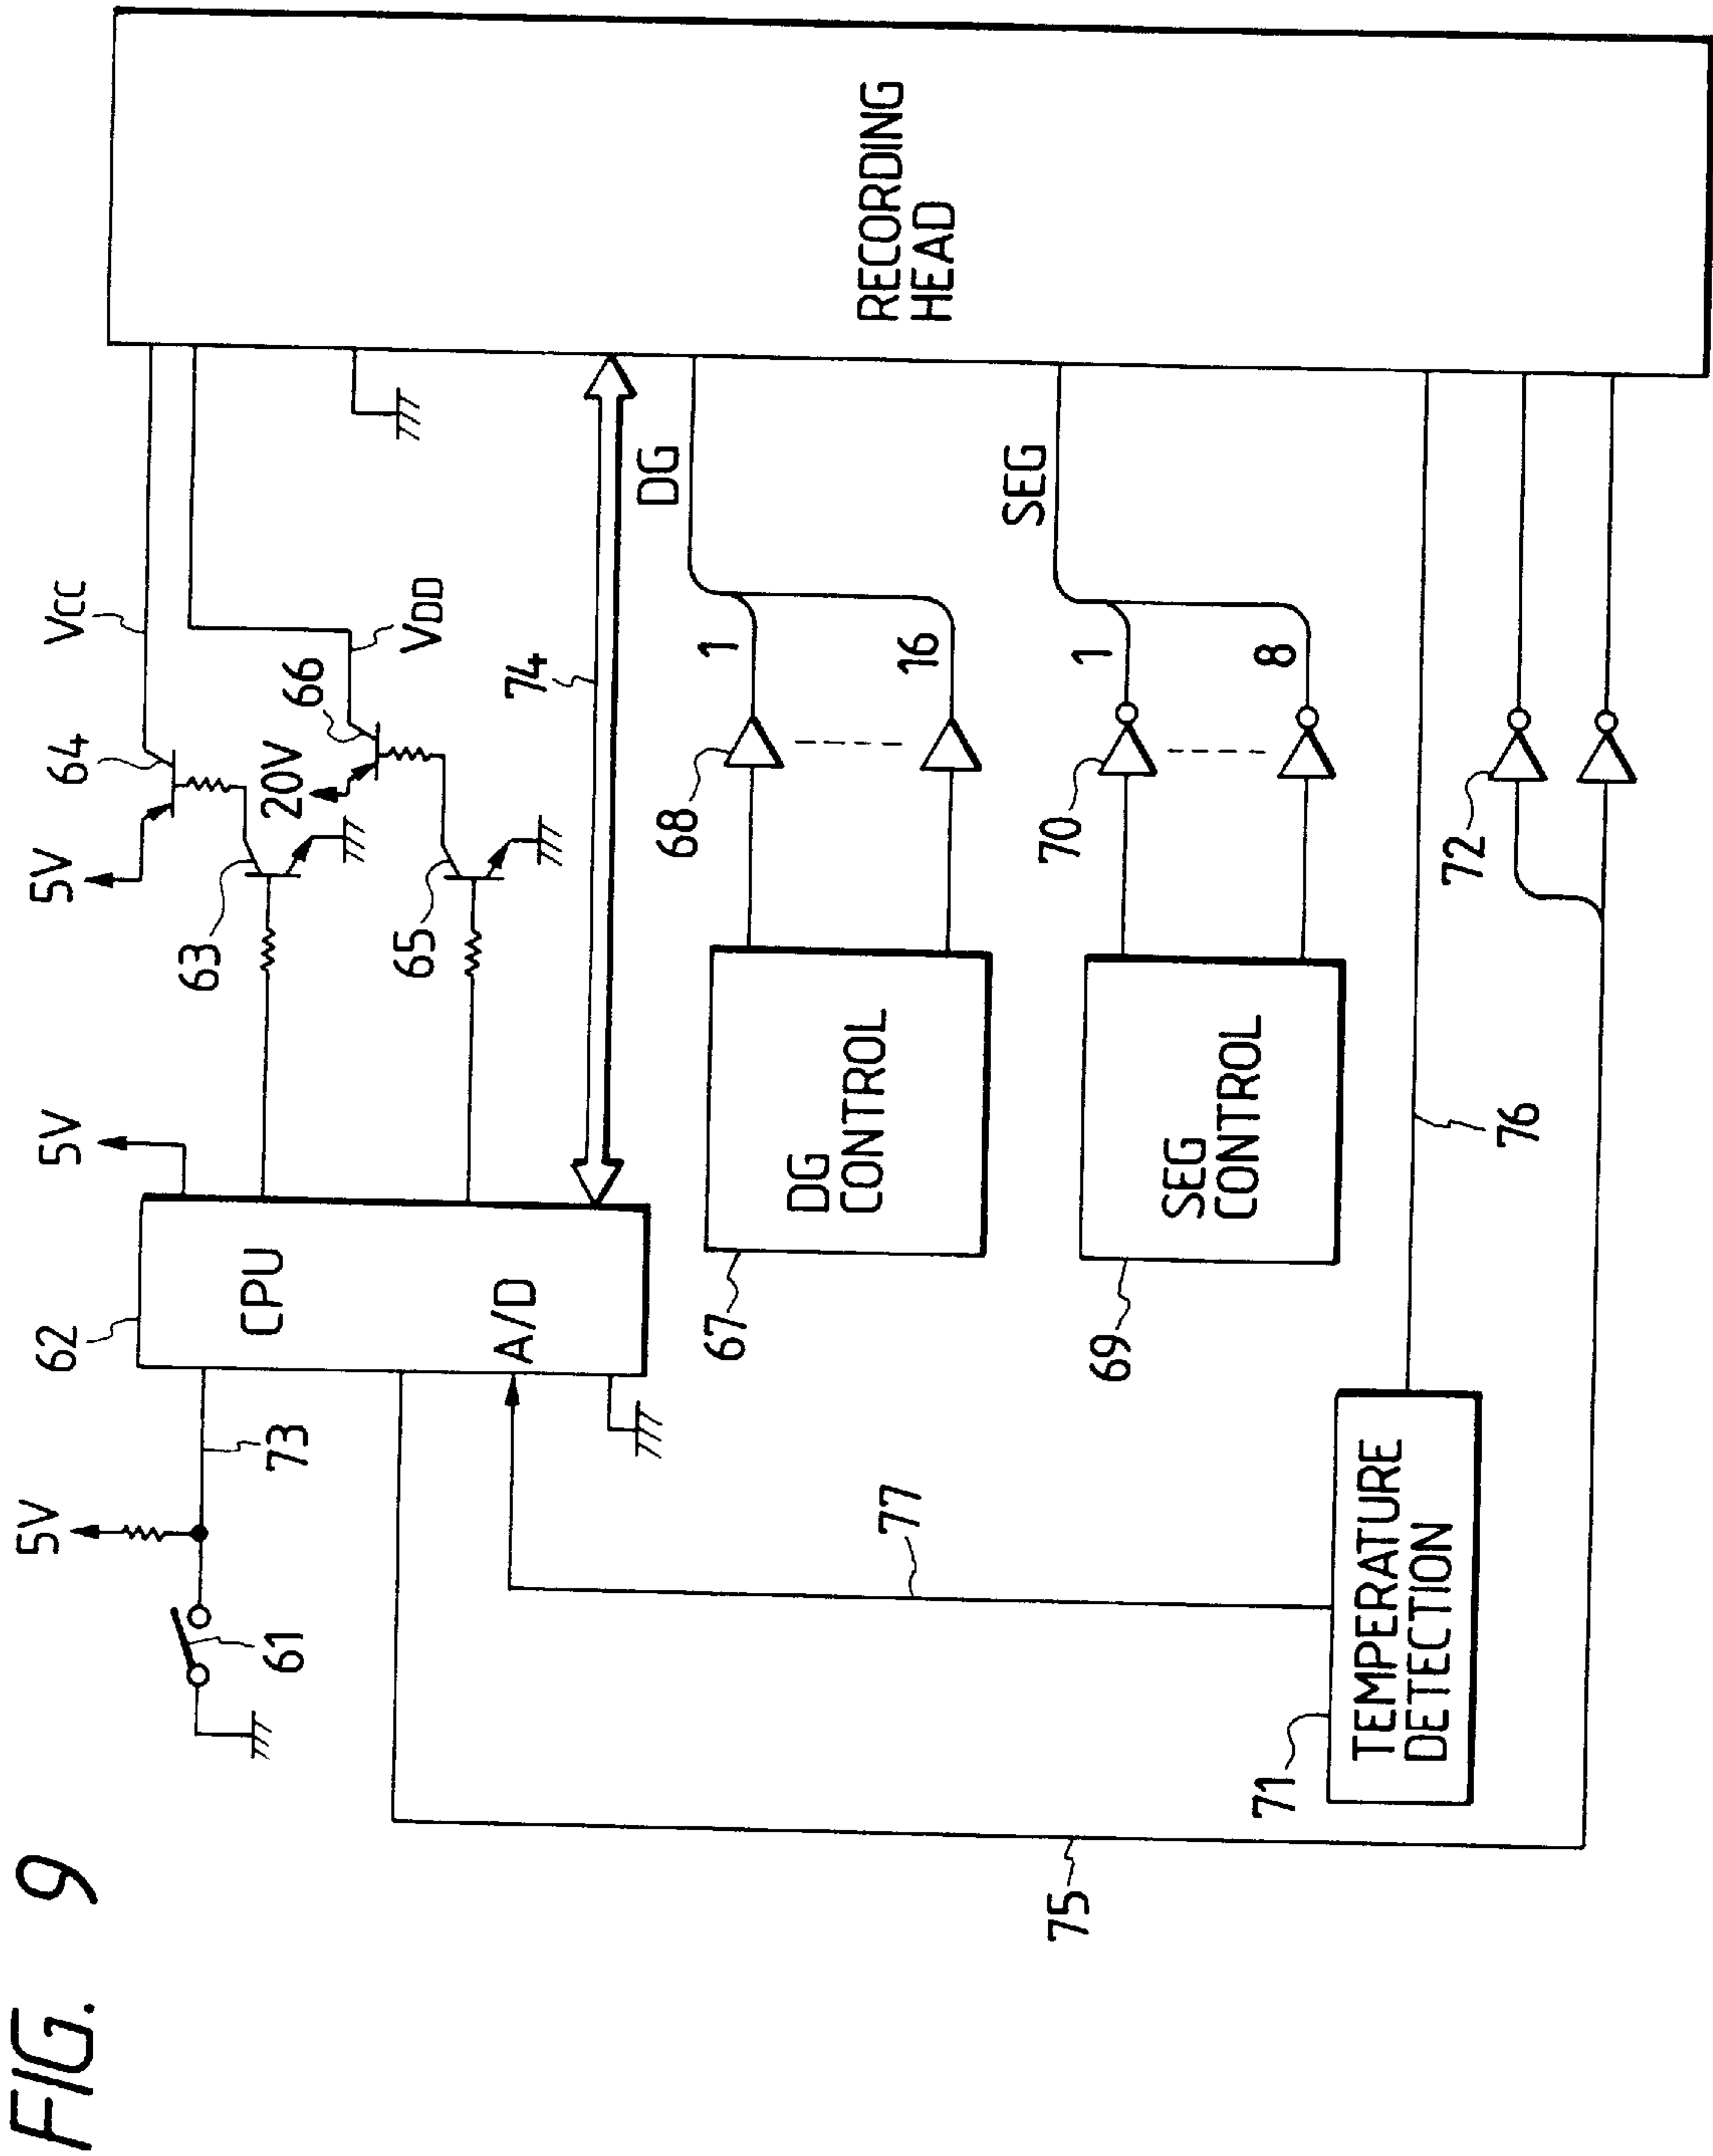 FIG. 9
5V
61
73
62
CPU
A/D
5V
63
5V
64
VCC
65
20V
66
VDD
74
RECORDING
HEAD
67
DG
CONTROL
68
1
16
DG
69
SEG
CONTROL
70
1
8
SEG
77
71
TEMPERATURE
DETECTION
76
72
75